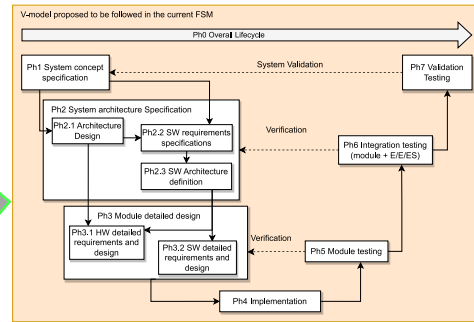 V-model proposed to be followed in the current FSM
Ph0 Overall Lifecycle
Ph1 System concept
specification
System Validation
Ph7 Validation
Testing
Ph2 System architecture Specification
Ph2.1 Architecture
Design
Ph2.2 SW requirements
specifications
Ph2.3 SW Architecture
definition
Verification
Ph6 Integration testing
(module + E/E/ES)
Ph3 Module detailed design
Ph3.1 HW detailed
requirements and
design
Ph3,2 SW detailed
requirements and
design
Verification
Ph5 Module testing
Ph4 Implementation